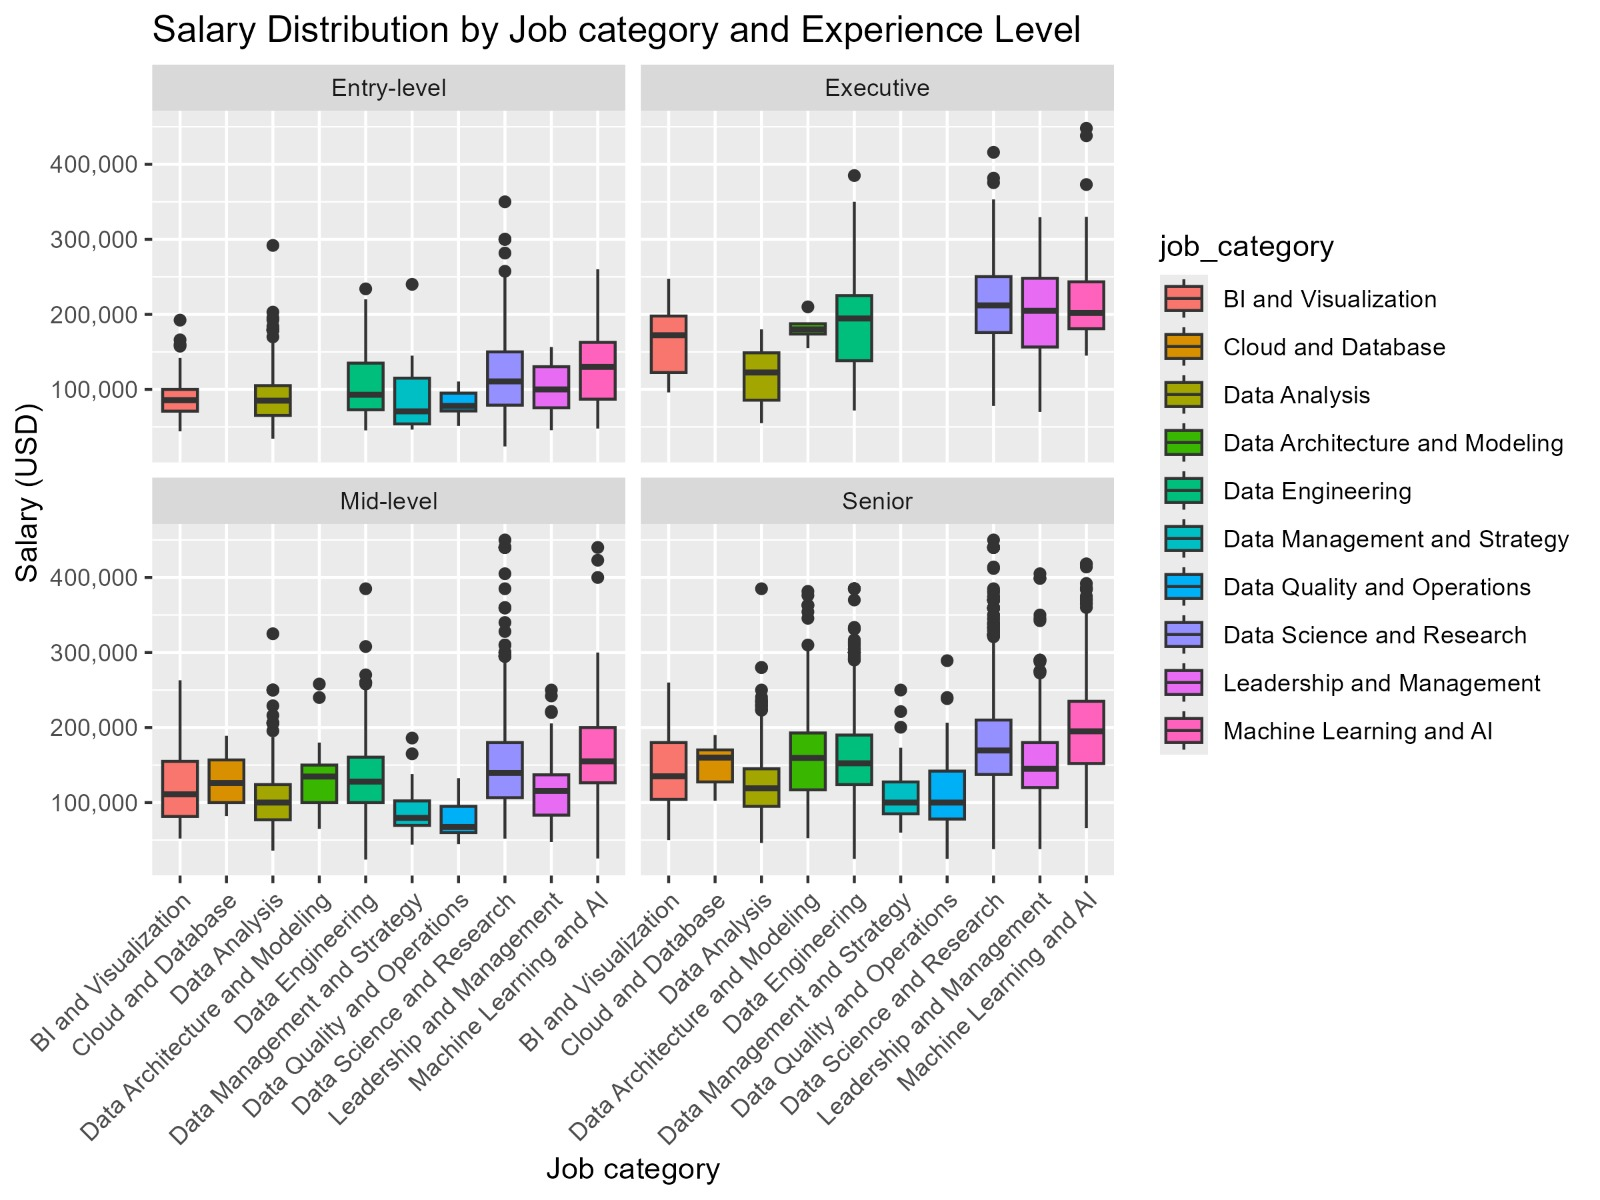 Salary Distribution by Job category and Experience Level
Entry-level
Executive
400,000
300,000
200,000
100,000
Mid-level
Senior
400,000
300,000
200,000
100,000
Salary (USD)
BI and Visualization
Cloud and Database
Data Analysis
Data Architecture and Modeling
Data Engineering
Data Management and Strategy
Data Quality and Operations
Data Science and Research
Leadership and Management
Machine Learning and AI
BI and Visualization
Cloud and Database
Data Analysis
Data Architecture and Modeling
Data Engineering
Data Management and Strategy
Data Quality and Operations
Data Science and Research
Leadership and Management
Machine Learning and AI
Job category
job_category
BI and Visualization
Cloud and Database
Data Analysis
Data Architecture and Modeling
Data Engineering
Data Management and Strategy
Data Quality and Operations
Data Science and Research
Leadership and Management
Machine Learning and AI